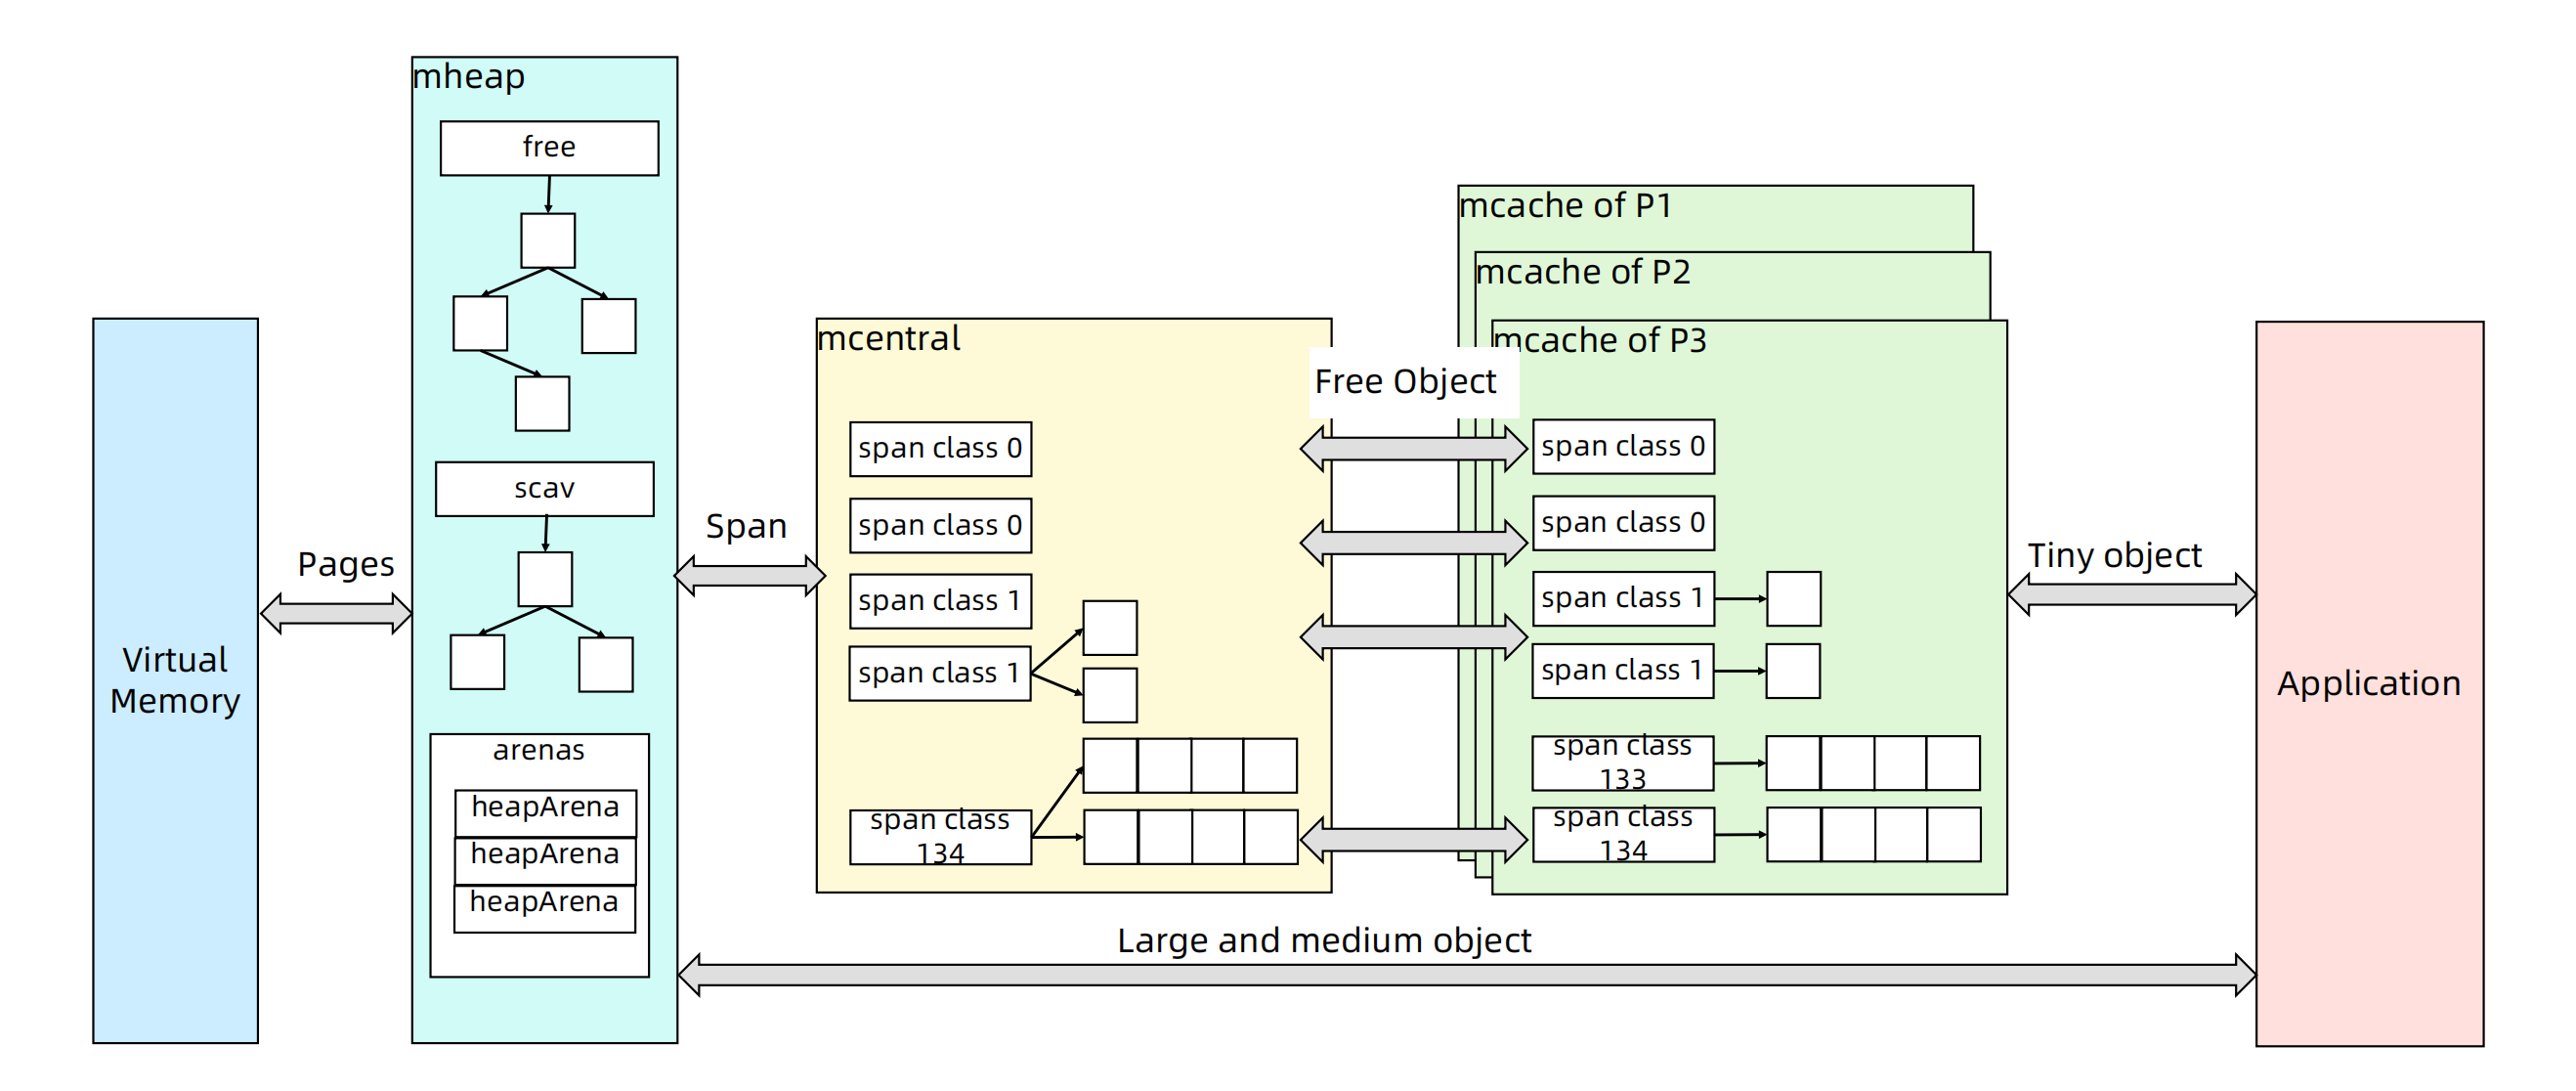 mheap
free
scav
arenas
heapArena
heapArena
heapArena
Virtual
Memory
Pages
Span
mcentral
span class 0
span class 0
span class 1
span class 1
span class
134
Free Object
mcache of P1
mcache of P2
mcache of P3
span class 0
span class 0
span class 1
span class 1
span class
133
span class
134
Tiny object
Application
Large and medium object